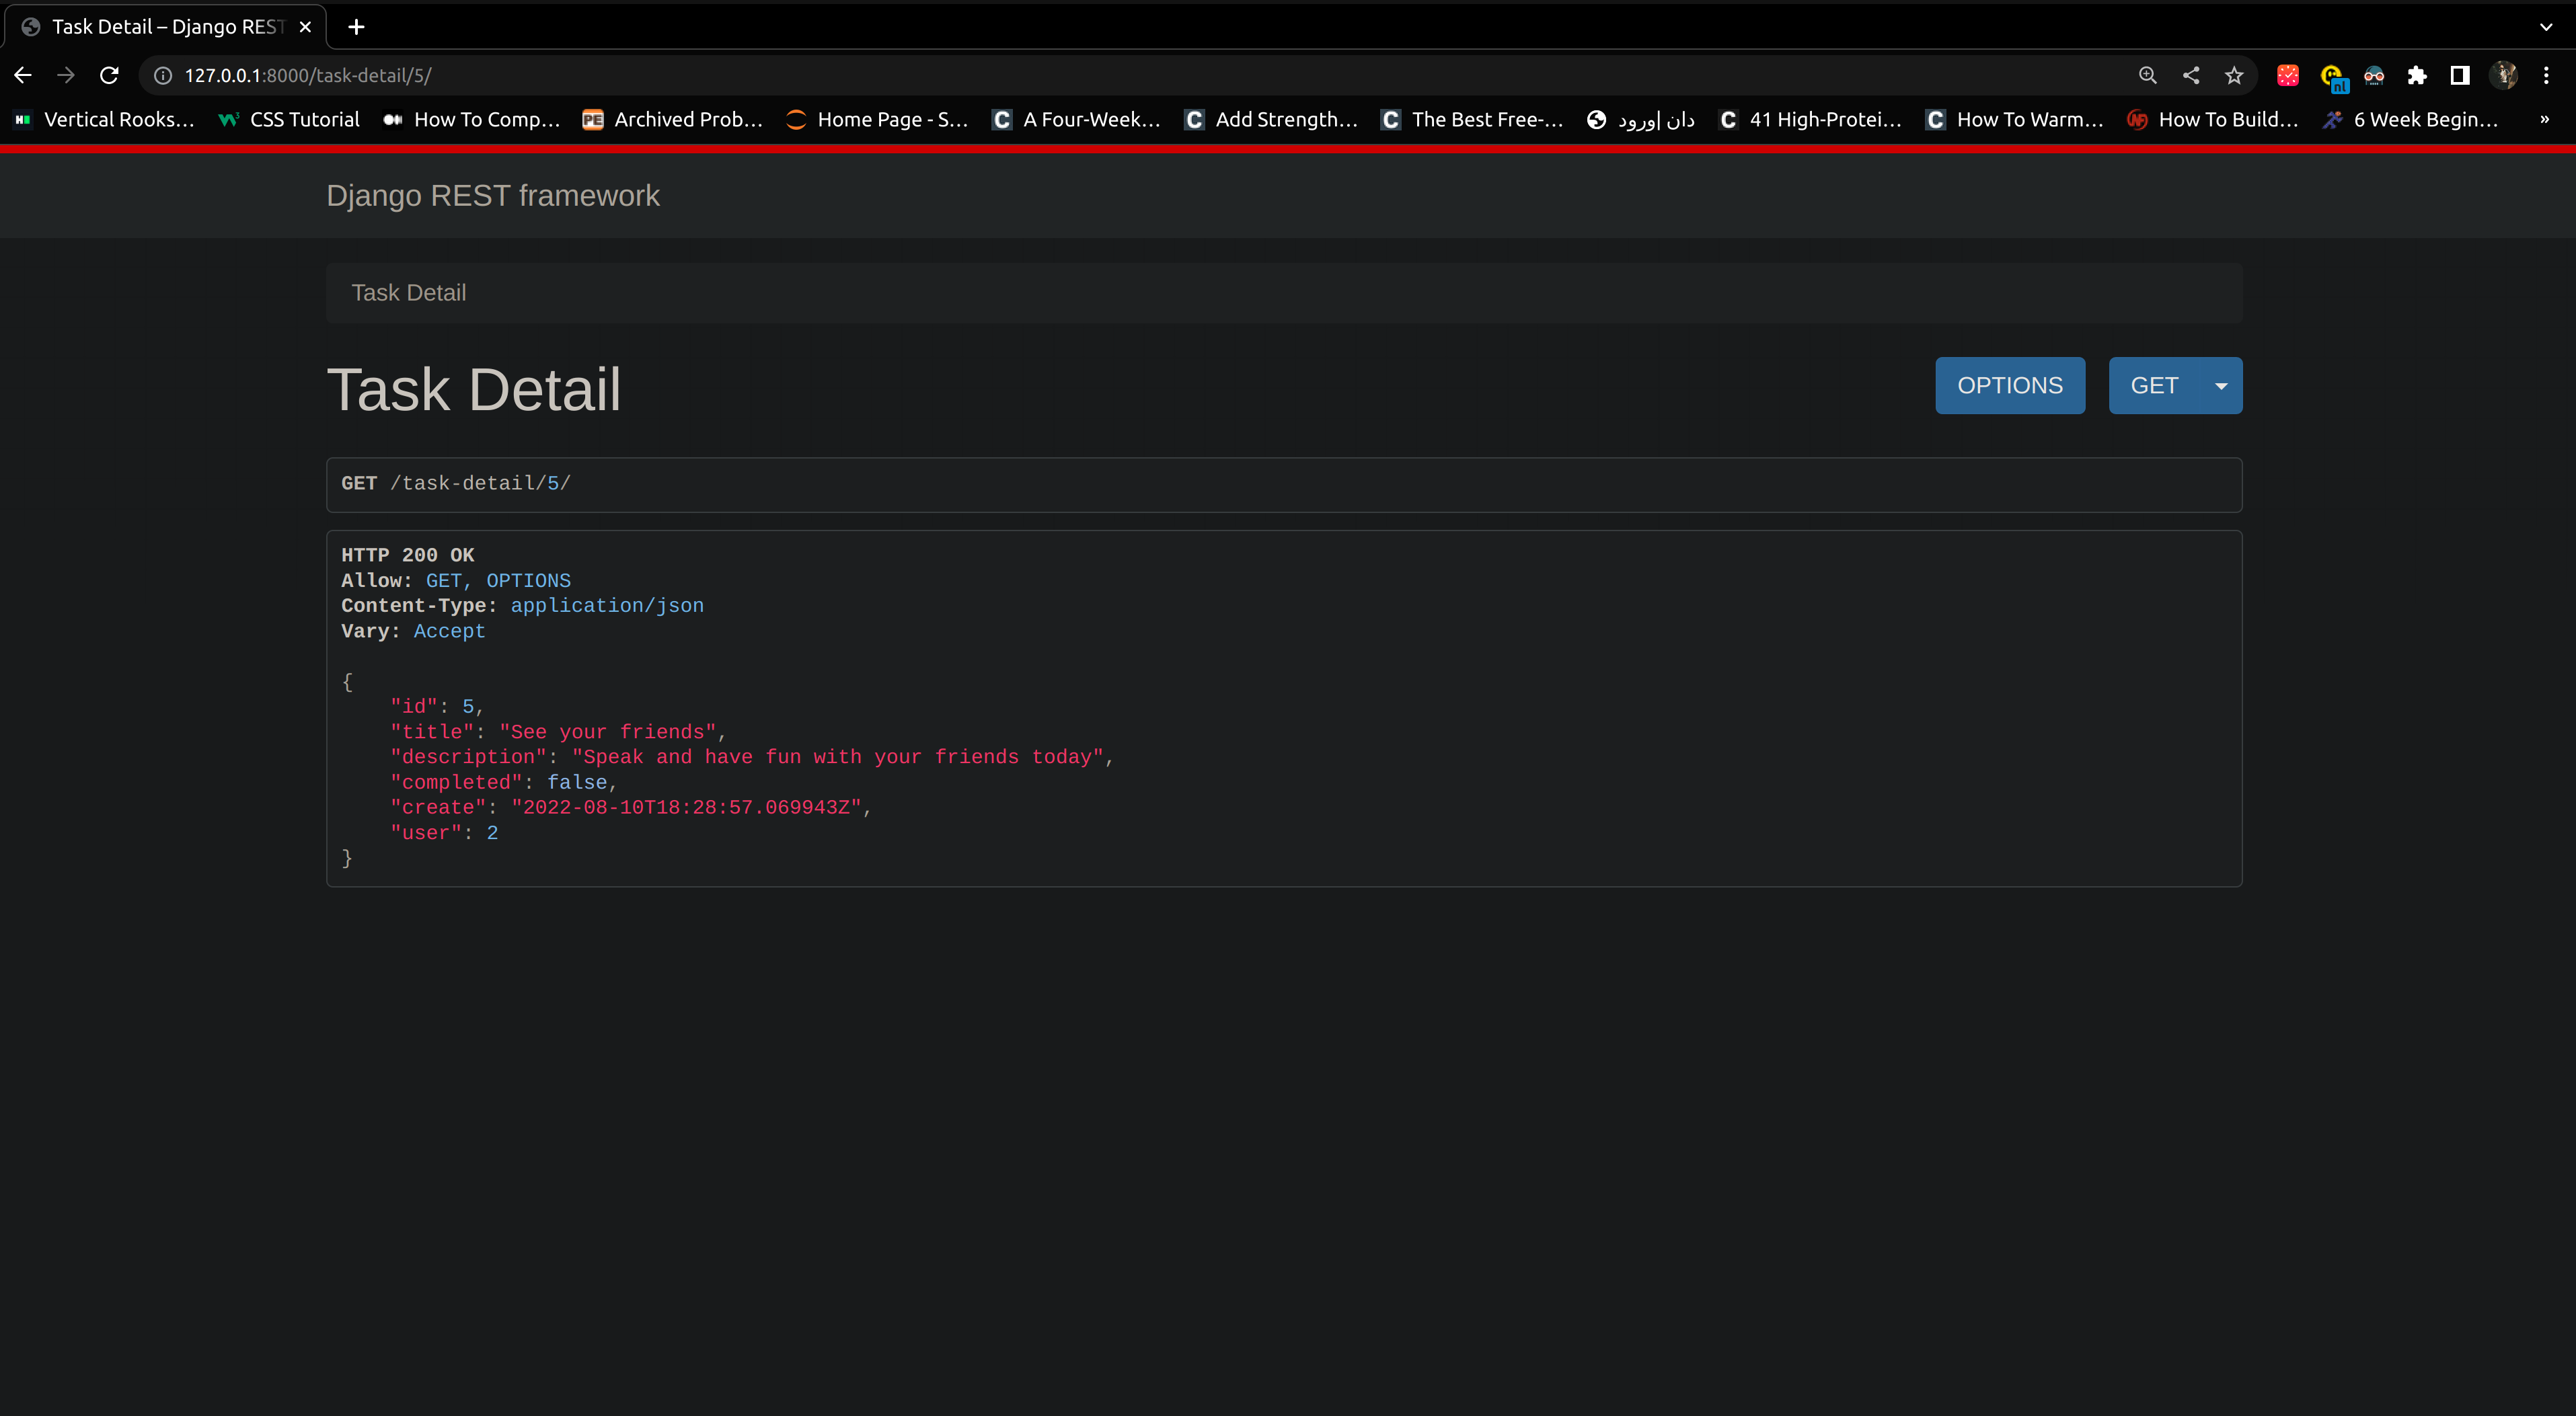 Task Detail – Django REST
127.0.0.1:8000/task-detail/5/
Vertical Rooks...
CSS Tutorial
How To Comp...
PE
Archived Prob...
Home Page - S...
C
A Four-Week...
C
Add Strength...
C
The Best Free-...
دان |ورود
C
41 High-Protei...
C
How To Warm...
How To Build...
6 Week Begin...
»
nl
Django REST framework
Task Detail
Task Detail
OPTIONS
GET
GET /task-detail/5/
HTTP 200 OK
Allow: GET, OPTIONS
Content-Type: application/json
Vary: Accept
{
    "id": 5,
    "title": "See your friends",
    "description": "Speak and have fun with your friends today",
    "completed": false,
    "create": "2022-08-10T18:28:57.069943Z",
    "user": 2
}